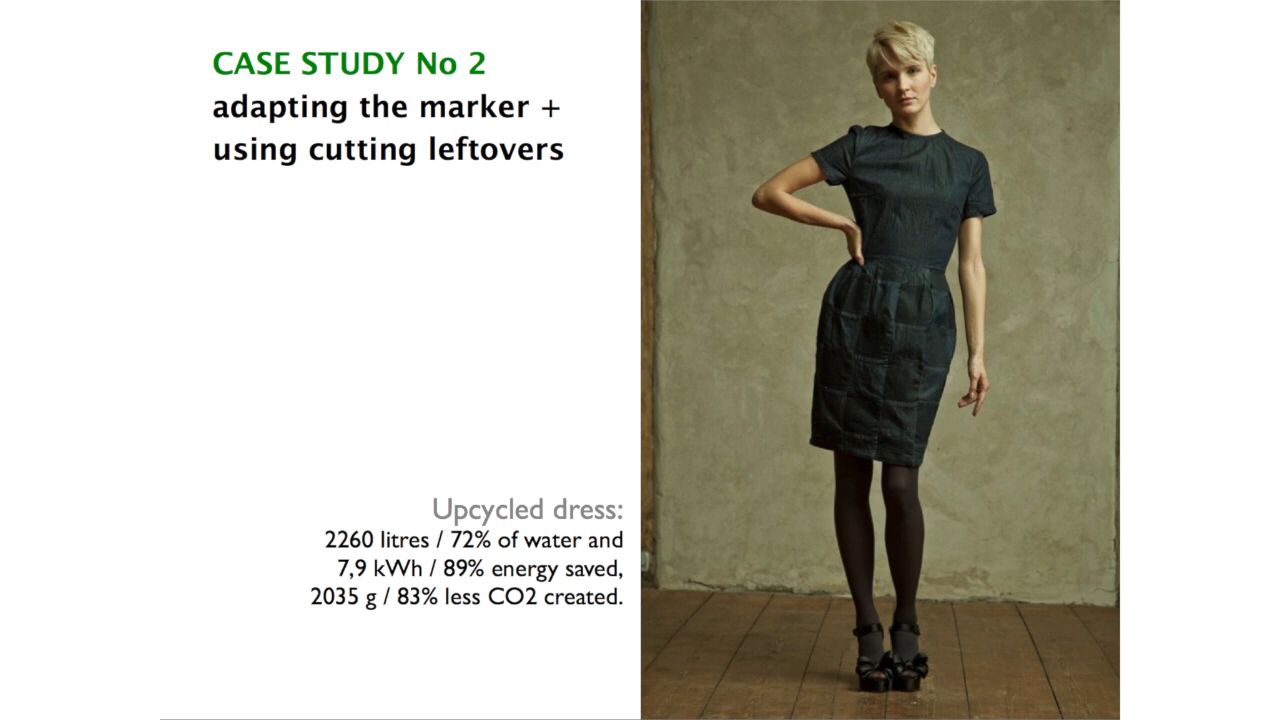 CASE STUDY No 2
adapting the marker +
using cutting leftovers
Upcycled dress:
2260 litres / 72% of water and
7,9 kWh / 89% energy saved,
2035 g / 83% less CO2 created.